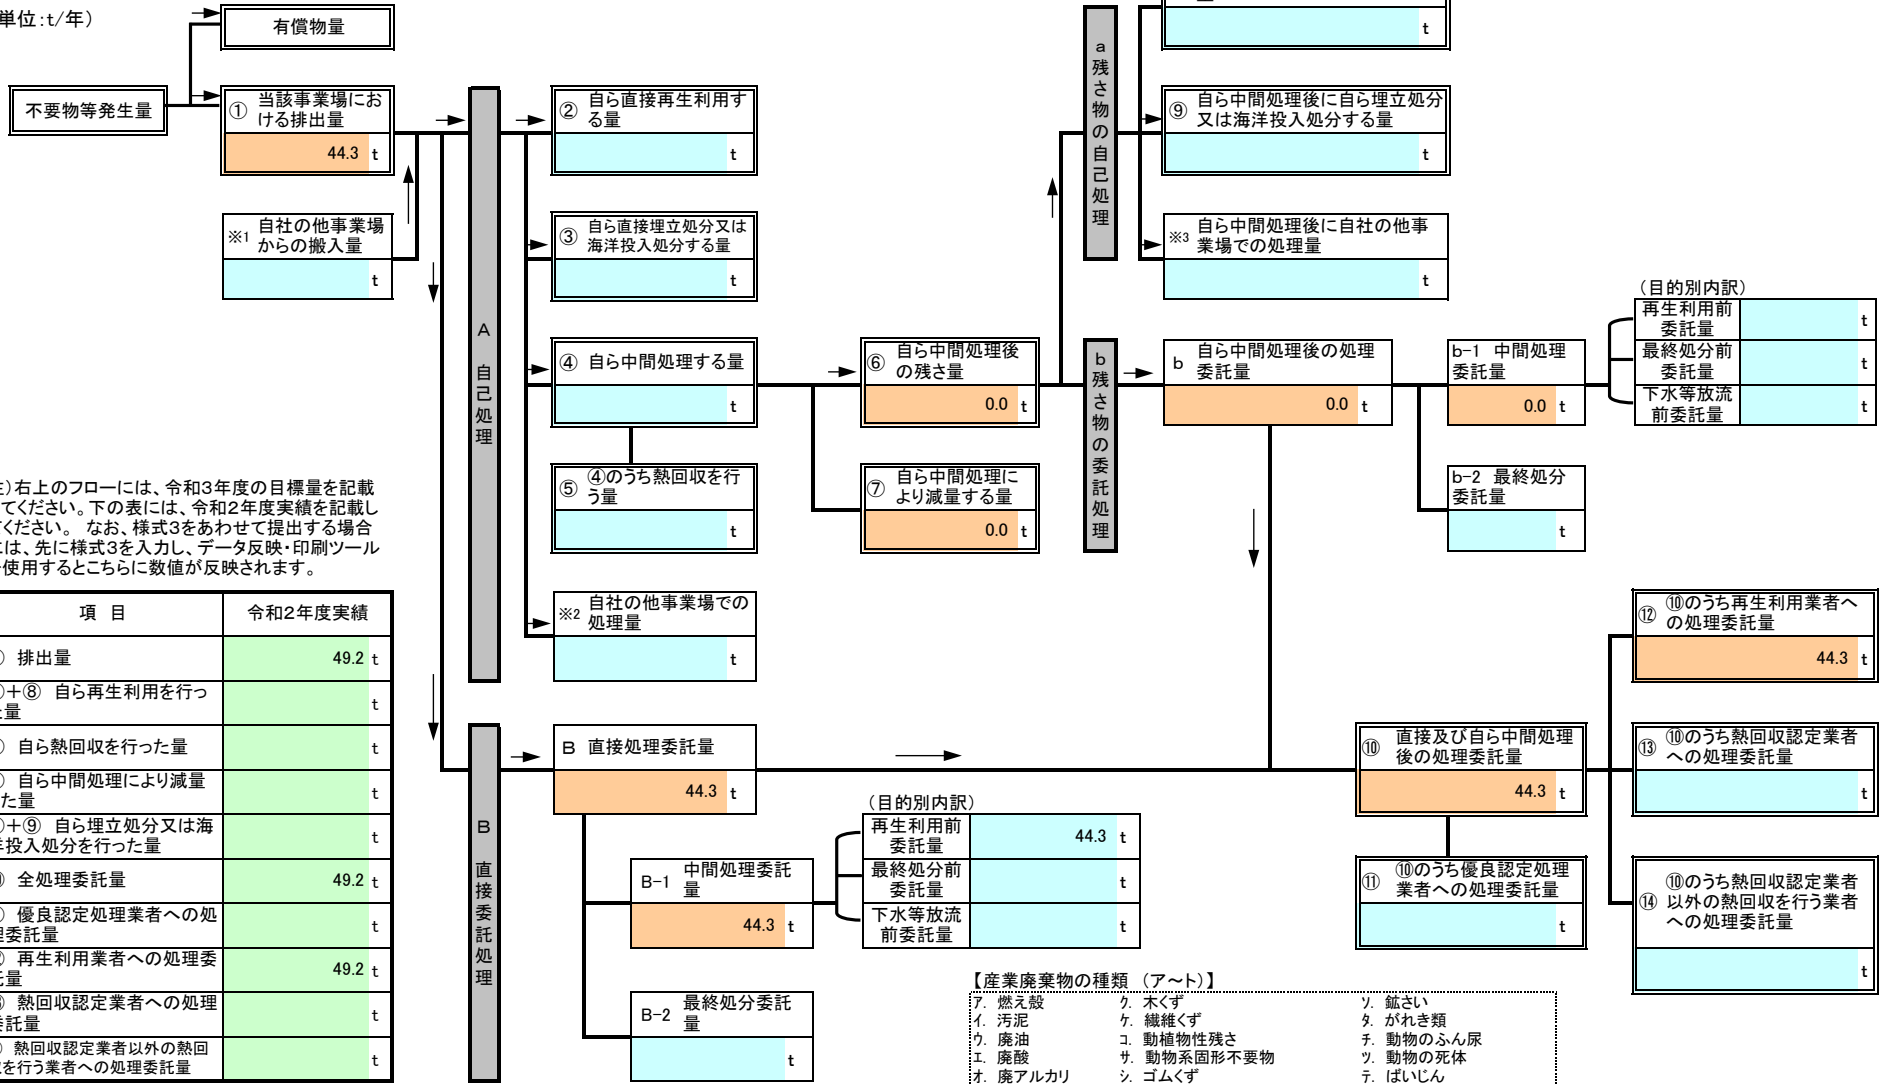 単位:t/年)
有償物量
不要物等発生量
① 当該事業場にお
ける排出量
44.3 t
※1 自社の他事業場
からの搬入量
t
A 自己処理
② 自ら直接再生利用す
る量
t
③ 自ら直接埋立処分又は
海洋投入処分する量
t
④ 自ら中間処理する量
t
⑤ ④のうち熱回収を行
う量
t
※2 自社の他事業場での
処理量
t
⑥ 自ら中間処理後
の残さ量
0.0 t
⑦ 自ら中間処理に
より減量する量
0.0 t
a 残さ物の自己処理
t
⑨ 自ら中間処理後に自ら埋立処分
又は海洋投入処分する量
t
※3 自ら中間処理後に自社の他事
業場での処理量
t
b 残さ物の委託処理
b 自ら中間処理後の処理
委託量
0.0 t
b-1 中間処理
委託量
0.0 t
b-2 最終処分
委託量
t
(目的別内訳)
再生利用前
委託量
t
最終処分前
委託量
t
下水等放流
前委託量
t
)右上のフローには、令和3年度の目標量を記載
てください。下の表には、令和2年度実績を記載し
ください。 なお、様式3をあわせて提出する場合
は、先に様式3を入力し、データ反映・印刷ツール
使用するとこちらに数値が反映されます。
項 目 令和2年度実績
) 排出量 49.2 t
)+⑧ 自ら再生利用を行っ
量
t
) 自ら熱回収を行った量 t
) 自ら中間処理により減量
た量
t
)+⑨ 自ら埋立処分又は海
投入処分を行った量
t
) 全処理委託量 49.2 t
) 優良認定処理業者への処
委託量
t
) 再生利用業者への処理委
量
49.2 t
) 熱回収認定業者への処理
託量
t
) 熱回収認定業者以外の熱回
を行う業者への処理委託量
t
B 直接委託処理
B 直接処理委託量
44.3 t
B-1 中間処理委託
量
44.3 t
B-2 最終処分委託
量
t
(目的別内訳)
再生利用前
委託量
44.3 t
最終処分前
委託量
t
下水等放流
前委託量
t
⑩ 直接及び自ら中間処理
後の処理委託量
44.3 t
⑪ ⑩のうち優良認定処理
業者への処理委託量
t
⑫ ⑩のうち再生利用業者へ
の処理委託量
44.3 t
⑬ ⑩のうち熱回収認定業者
への処理委託量
t
⑭ ⑩のうち熱回収認定業者
以外の熱回収を行う業者
への処理委託量
t
【産業廃棄物の種類 (ア~ト)】
ア. 燃え殻 ク. 木くず ソ. 鉱さい
イ. 汚泥 ケ. 繊維くず タ. がれき類
ウ. 廃油 コ. 動植物性残さ チ. 動物のふん尿
エ. 廃酸 サ. 動物系固形不要物 ツ. 動物の死体
オ. 廃アルカリ シ. ゴムくず テ. ばいじん